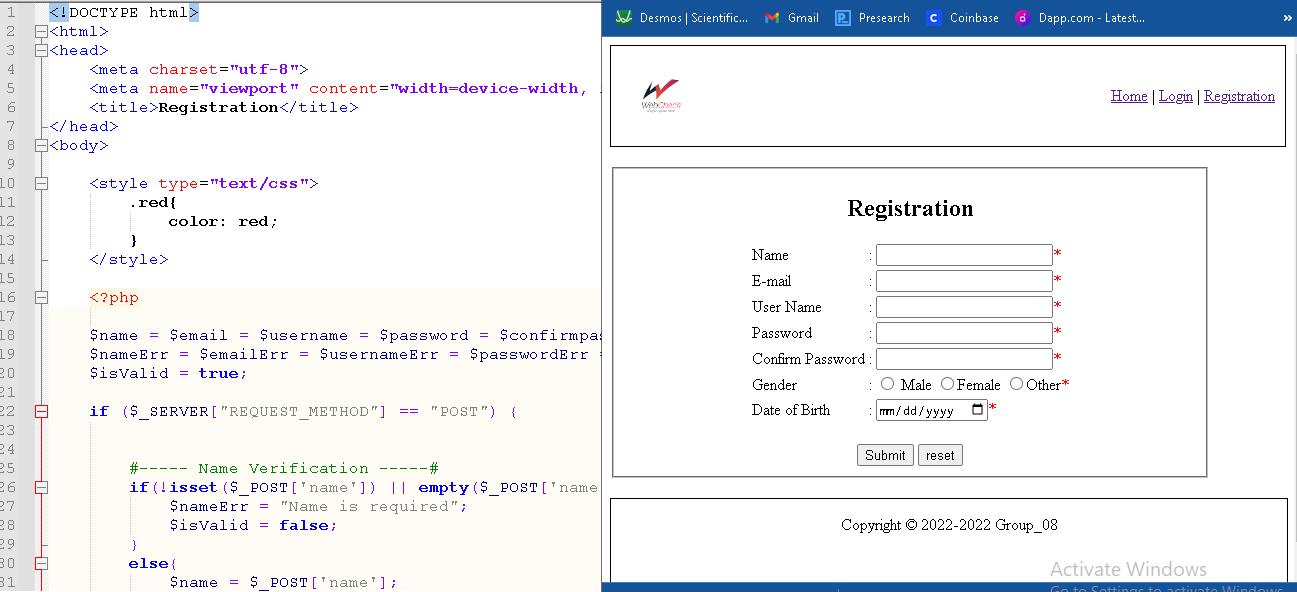 1 <!DOCTYPE html>
2 <html>
3 <head>
4 <meta charset="utf-8">
5 <meta name="viewport" content="width=device-width,
6 <title>Registration</title>
7 </head>
8 <body>
9
10 <style type="text/css">
11 .red{
12 color: red;
13 }
14 </style>
15
16 <?php
17
18 $name = $email = $username = $password = $confirmpas
19 $nameErr = $emailErr = $usernameErr = $passwordErr =
20 $isValid = true;
21
22 if ($_SERVER["REQUEST_METHOD"] == "POST") {
23
24
25 #----- Name Verification -----#
26 if(!isset($_POST['name']) || empty($_POST['name
27 $nameErr = "Name is required";
28 $isValid = false;
29 }
30 else{
31 $name = $_POST['name'];
Desmos | Scientific... Gmail Presearch Coinbase Dapp.com - Latest... »
WebCheck
Home | Login | Registration
Registration
Name : *
E-mail : *
User Name : *
Password : *
Confirm Password : *
Gender : Male Female Other*
Date of Birth : mm/dd/yyyy *
Submit reset
Copyright © 2022-2022 Group_08
Activate Windows
Go to Settings to activate Windows.